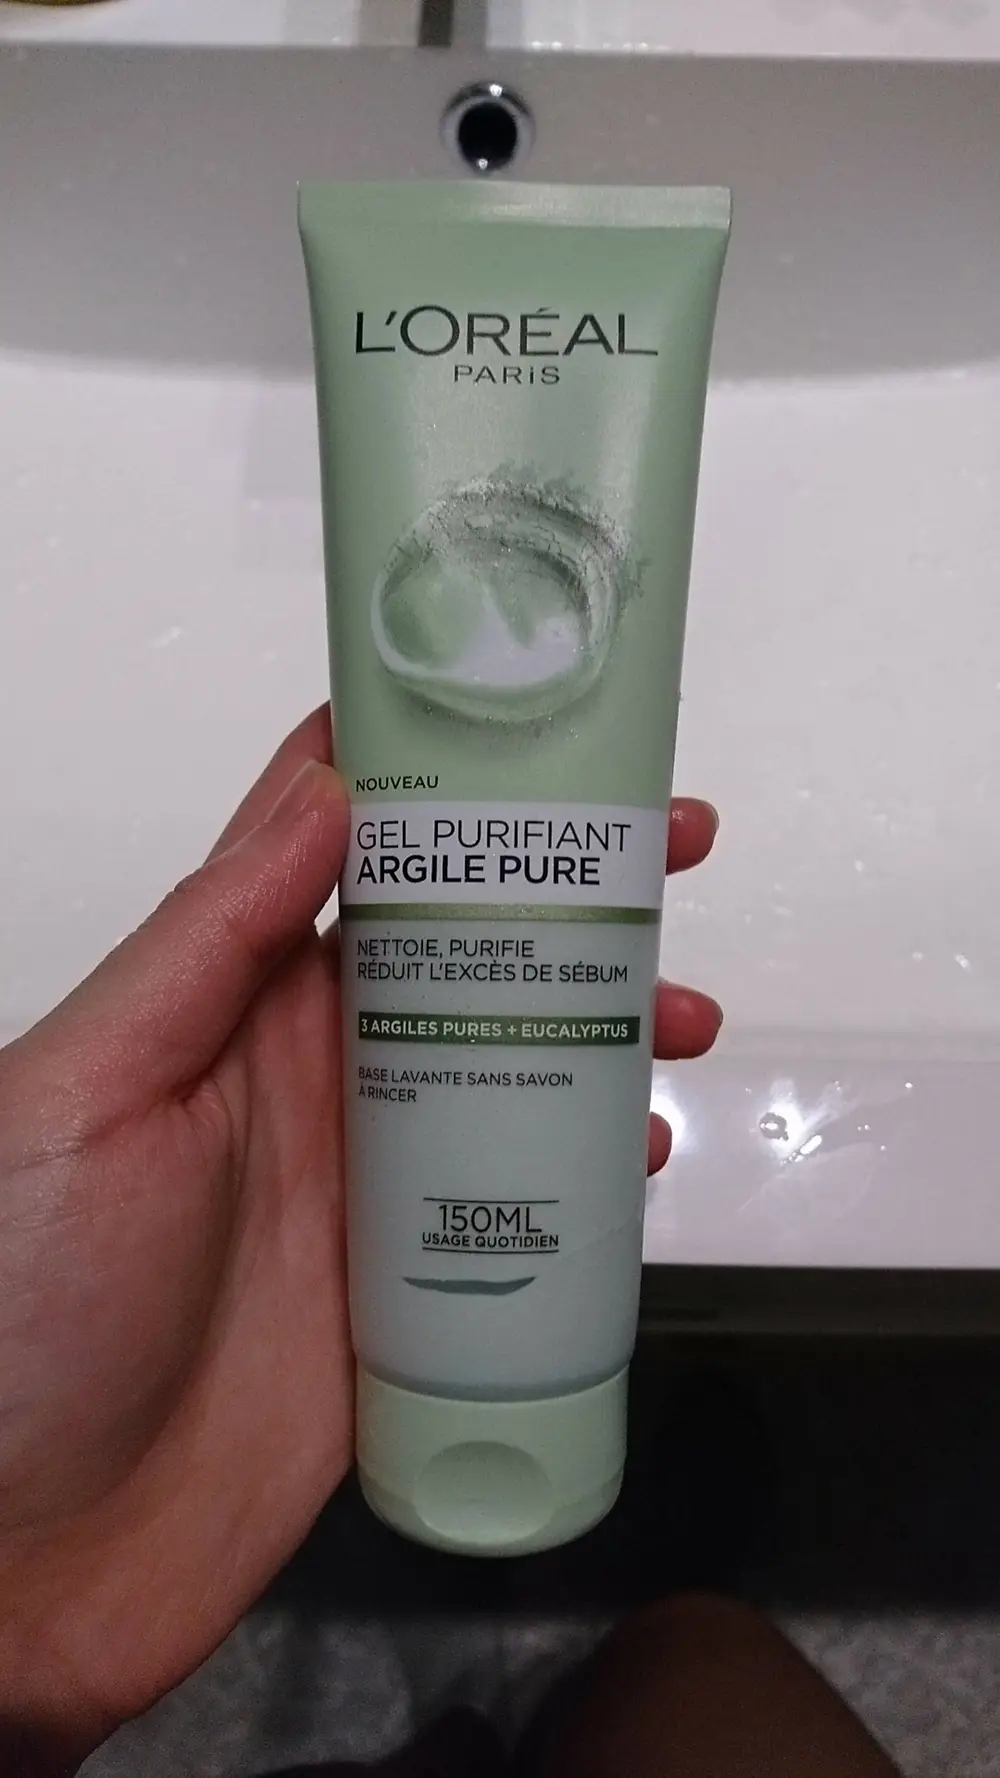 L'ORÉAL
PARiS
NOUVEAU
GEL PURIFIANT
ARGILE PURE
NETTOIE, PURIFIE
RÉDUIT L'EXCÈS DE SÉBUM
3 ARGILES PURES + EUCALYPTUS
BASE LAVANTE SANS SAVON
À RINCER
150ML
USAGE QUOTIDIEN